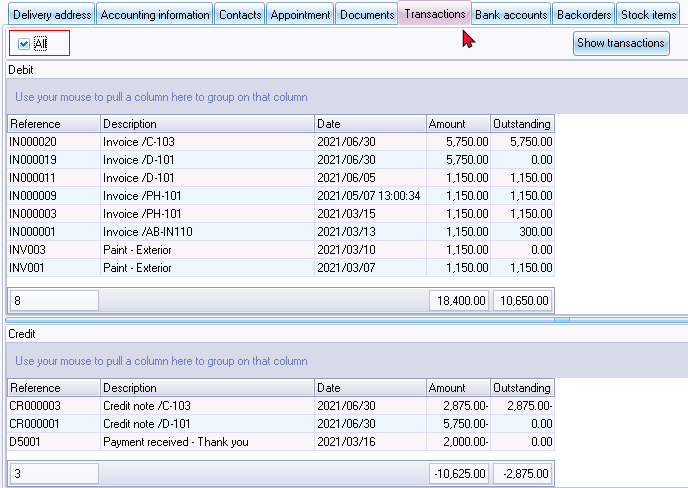 Delivery address Accounting information Contacts Appointment Documents Transactions Bank accounts Backorders Stock items
All Show transactions
Debit
Use your mouse to pull a column here to group on that column
Reference Description Date Amount Outstanding
IN000020 Invoice /C-103 2021/06/30 5,750.00 5,750.00
IN000019 Invoice /D-101 2021/06/30 5,750.00 0.00
IN000011 Invoice /D-101 2021/06/05 1,150.00 1,150.00
IN000009 Invoice /PH-101 2021/05/07 13:00:34 1,150.00 1,150.00
IN000003 Invoice /PH-101 2021/03/15 1,150.00 1,150.00
IN000001 Invoice /AB-IN110 2021/03/13 1,150.00 300.00
INV003 Paint - Exterior 2021/03/10 1,150.00 0.00
INV001 Paint - Exterior 2021/03/07 1,150.00 1,150.00
8 18,400.00 10,650.00
Credit
Use your mouse to pull a column here to group on that column
Reference Description Date Amount Outstanding
CR000003 Credit note /C-103 2021/06/30 2,875.00- 2,875.00-
CR000001 Credit note /D-101 2021/06/30 5,750.00- 0.00
D5001 Payment received - Thank you 2021/03/16 2,000.00- 0.00
3 -10,625.00 -2,875.00